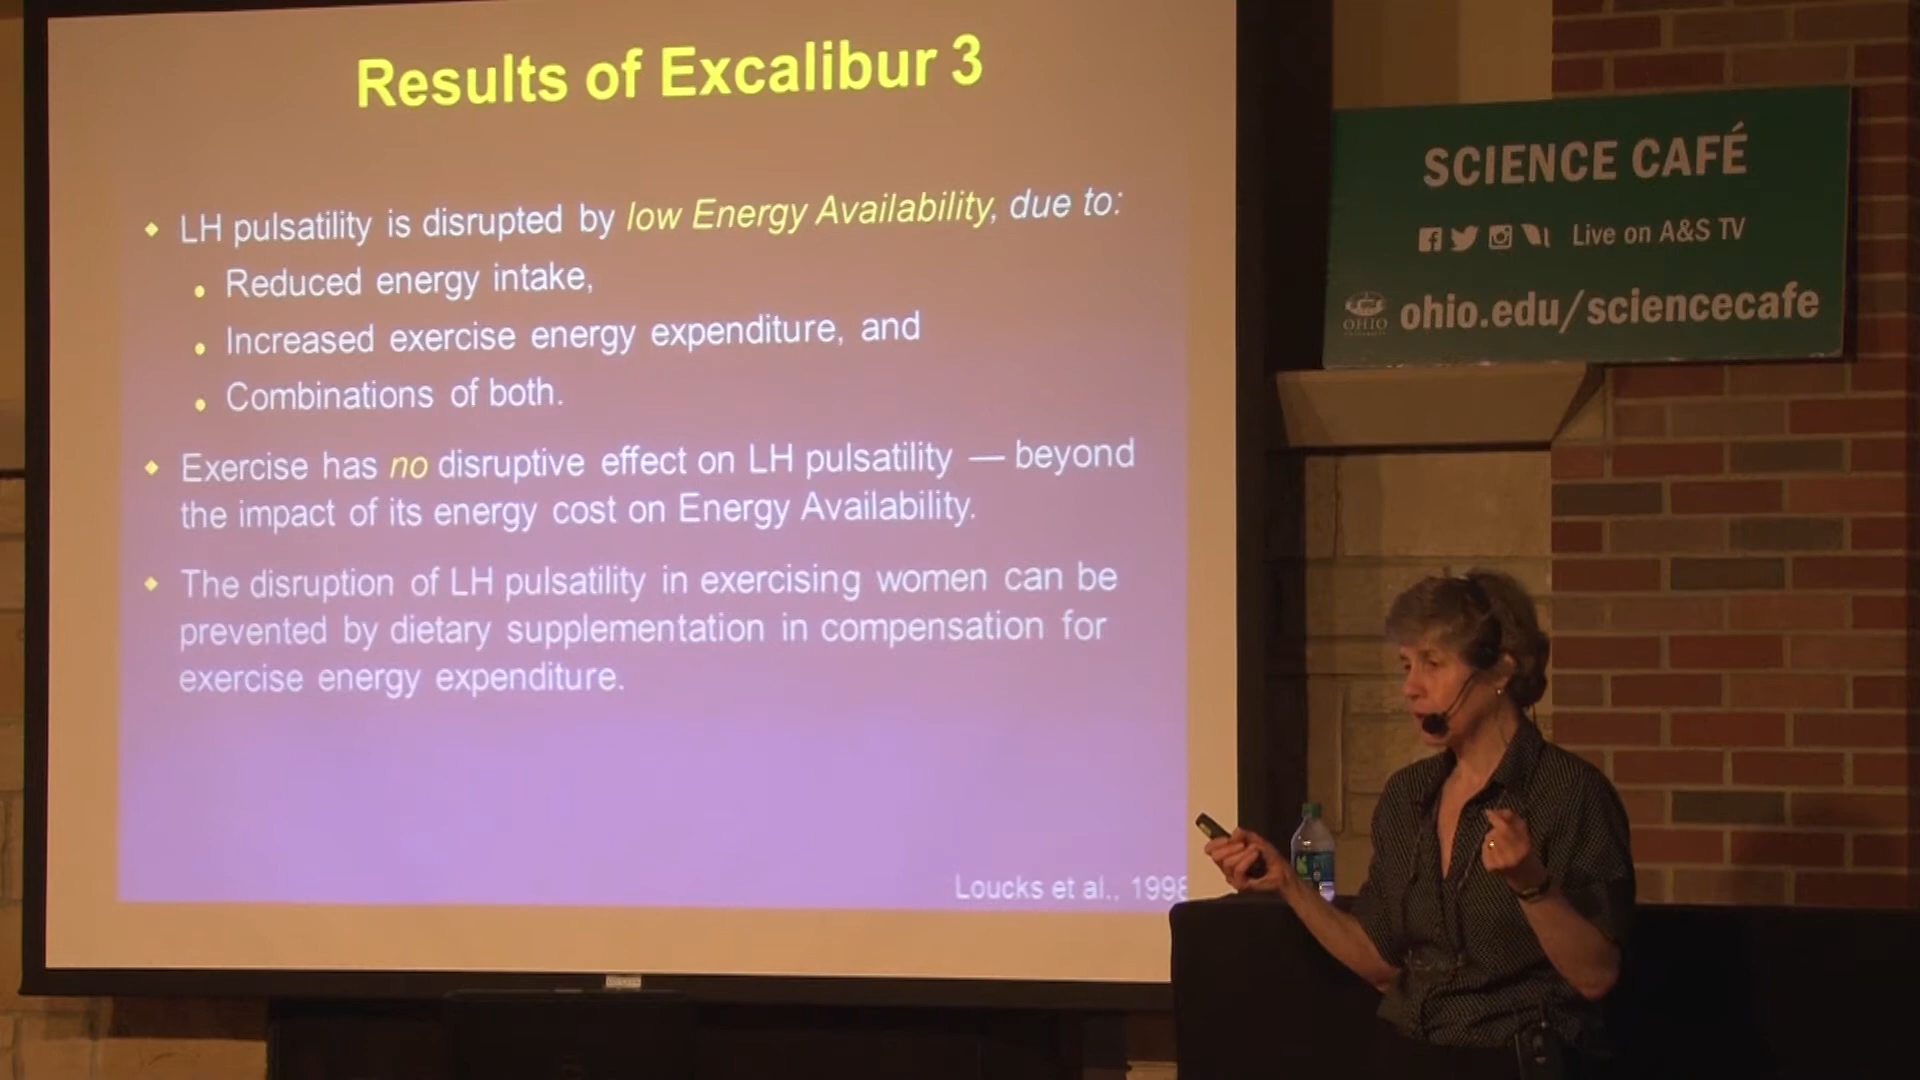 Results of Excalibur 3
LH pulsatility is disrupted by low Energy Availability, due to:
Reduced energy intake,
Increased exercise energy expenditure, and
Combinations of both.
Exercise has no disruptive effect on LH pulsatility — beyond
the impact of its energy cost on Energy Availability.
The disruption of LH pulsatility in exercising women can be
prevented by dietary supplementation in compensation for
exercise energy expenditure.
Loucks et al., 1998
SCIENCE CAFÉ
Live on A&S TV
OHIO
ohio.edu/sciencecafe